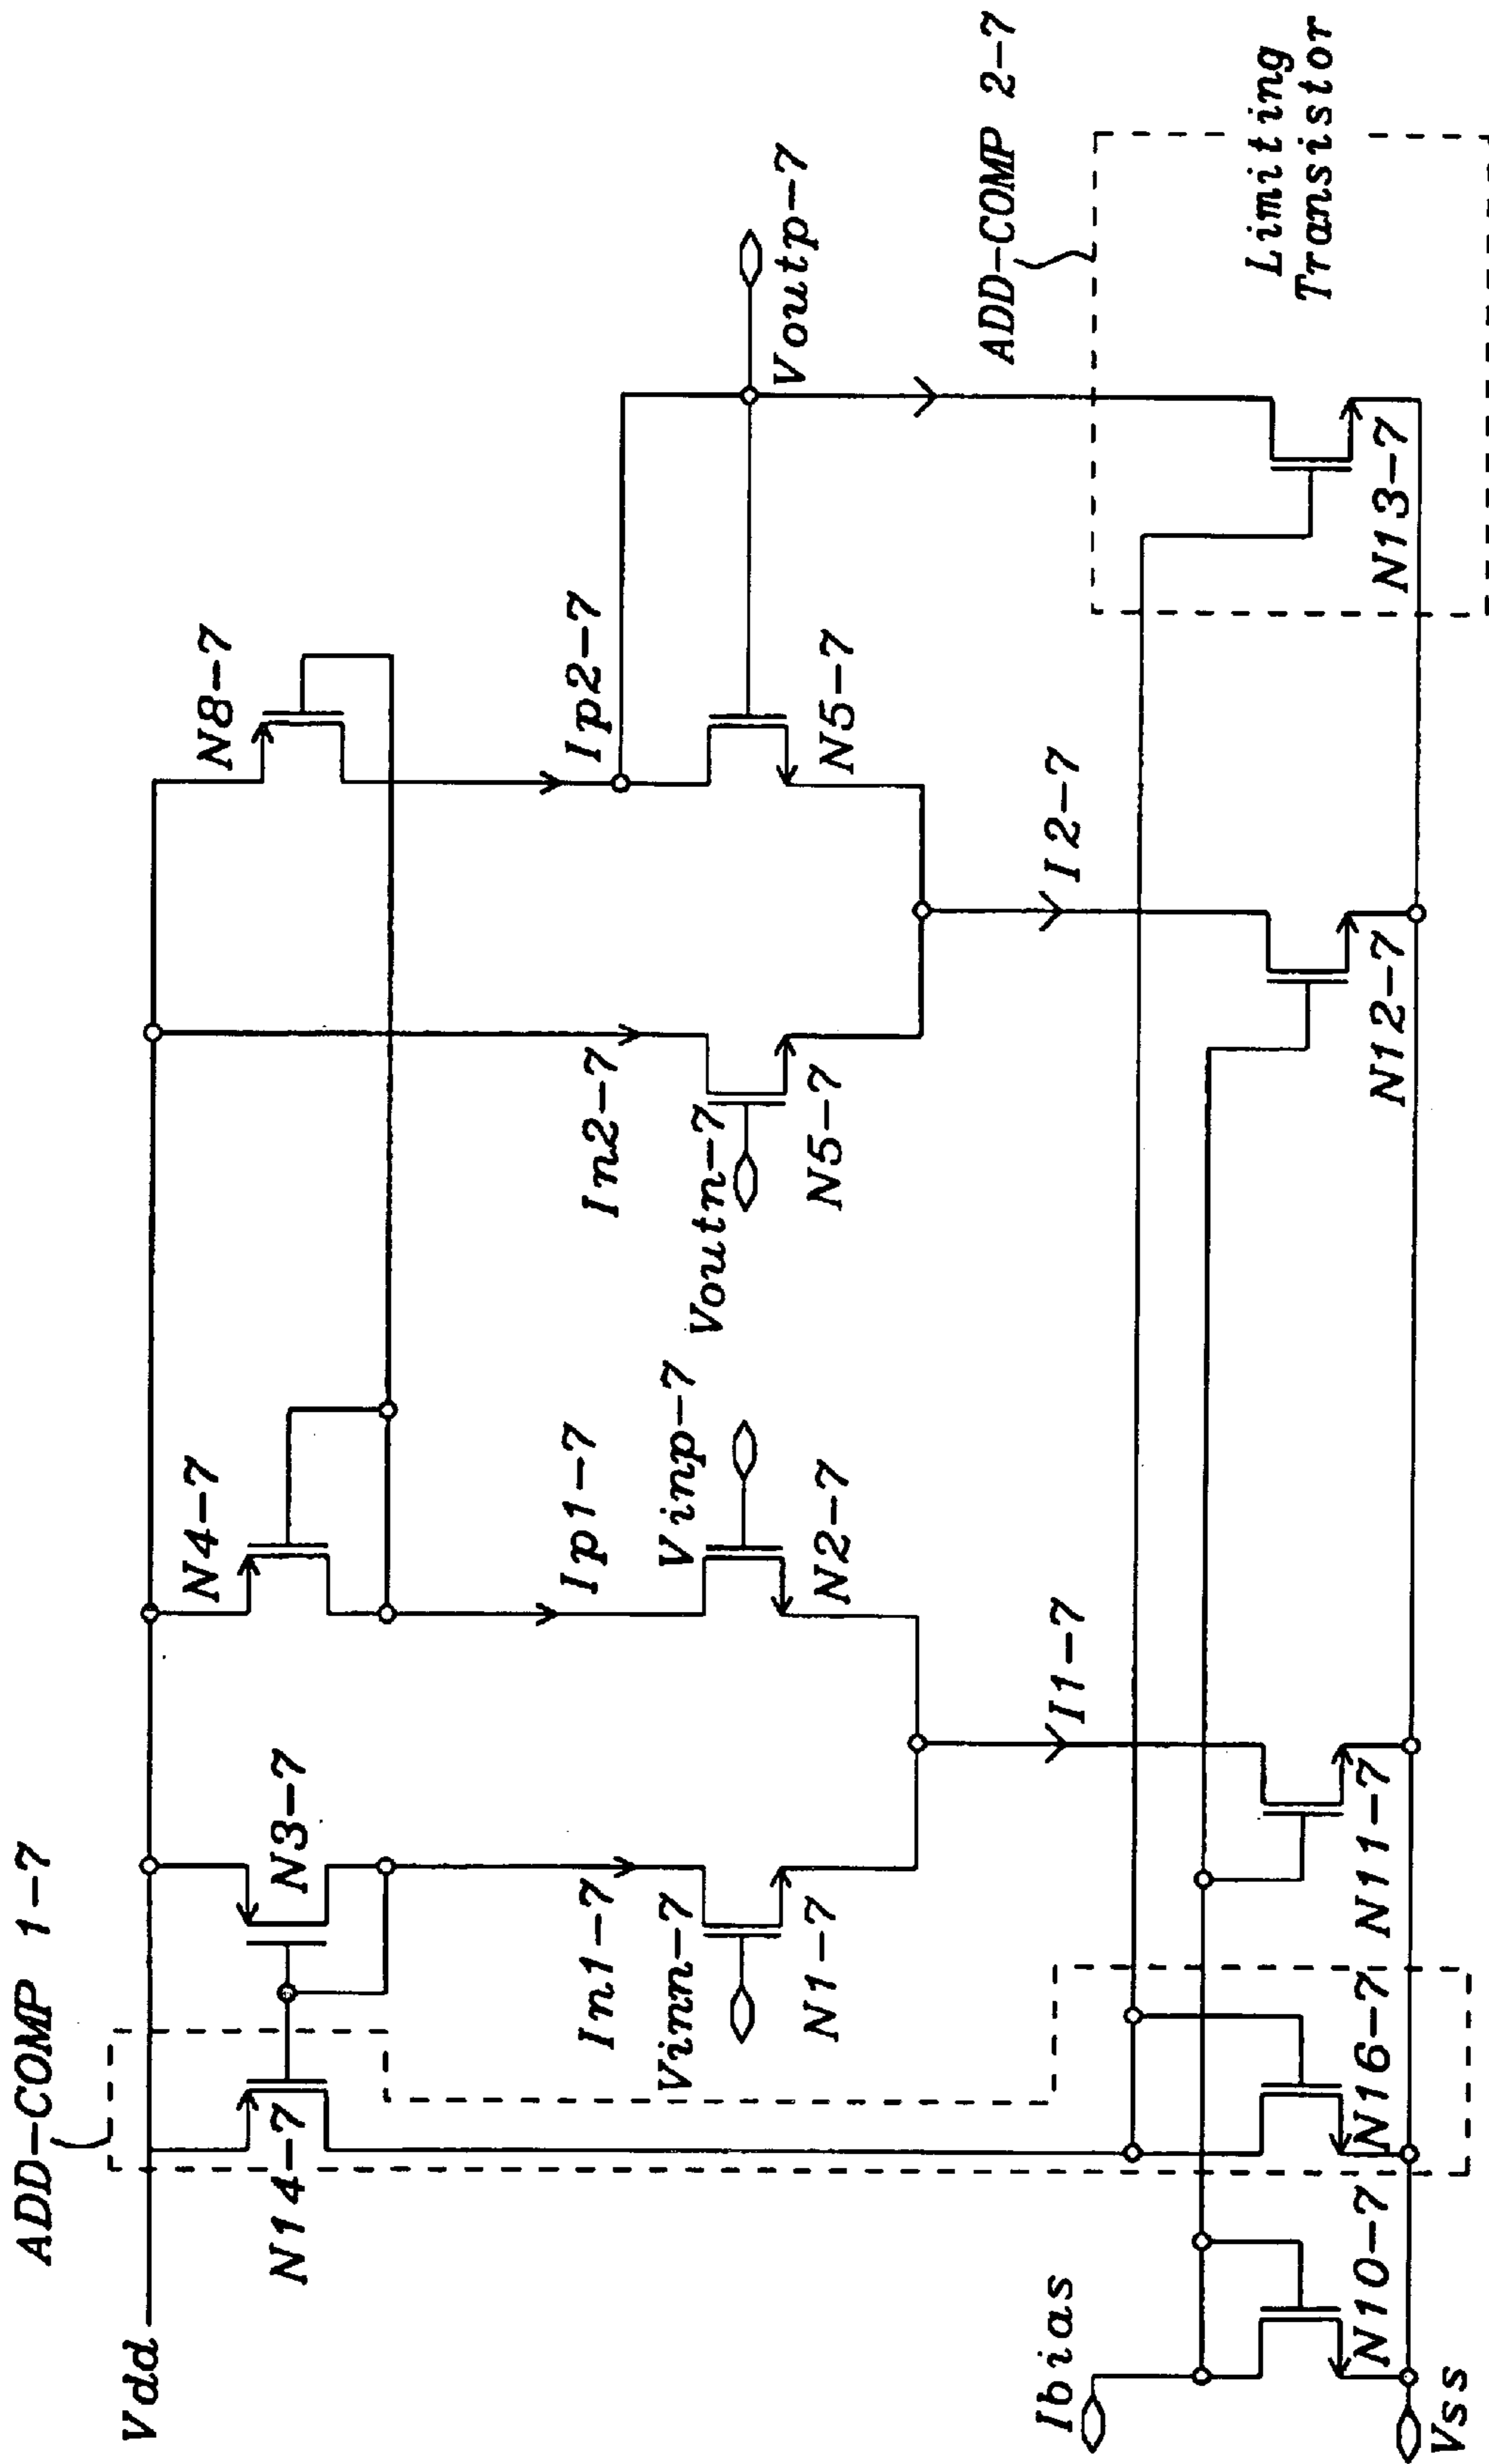 ADD-COMP 1-7
Vdd
N14-7
N3-7
N4-7
N8-7
In1-7
Ip1-7
In2-7
Ip2-7
Vinn-7
Vinp-7
Voutn-7
Voutp-7
N1-7
N2-7
N5-7
N5-7
ADD-COMP 2-7
Ibias
I1-7
I2-7
Limiting
Transistor
N10-7
N16-7
N11-7
N12-7
N13-7
Vss